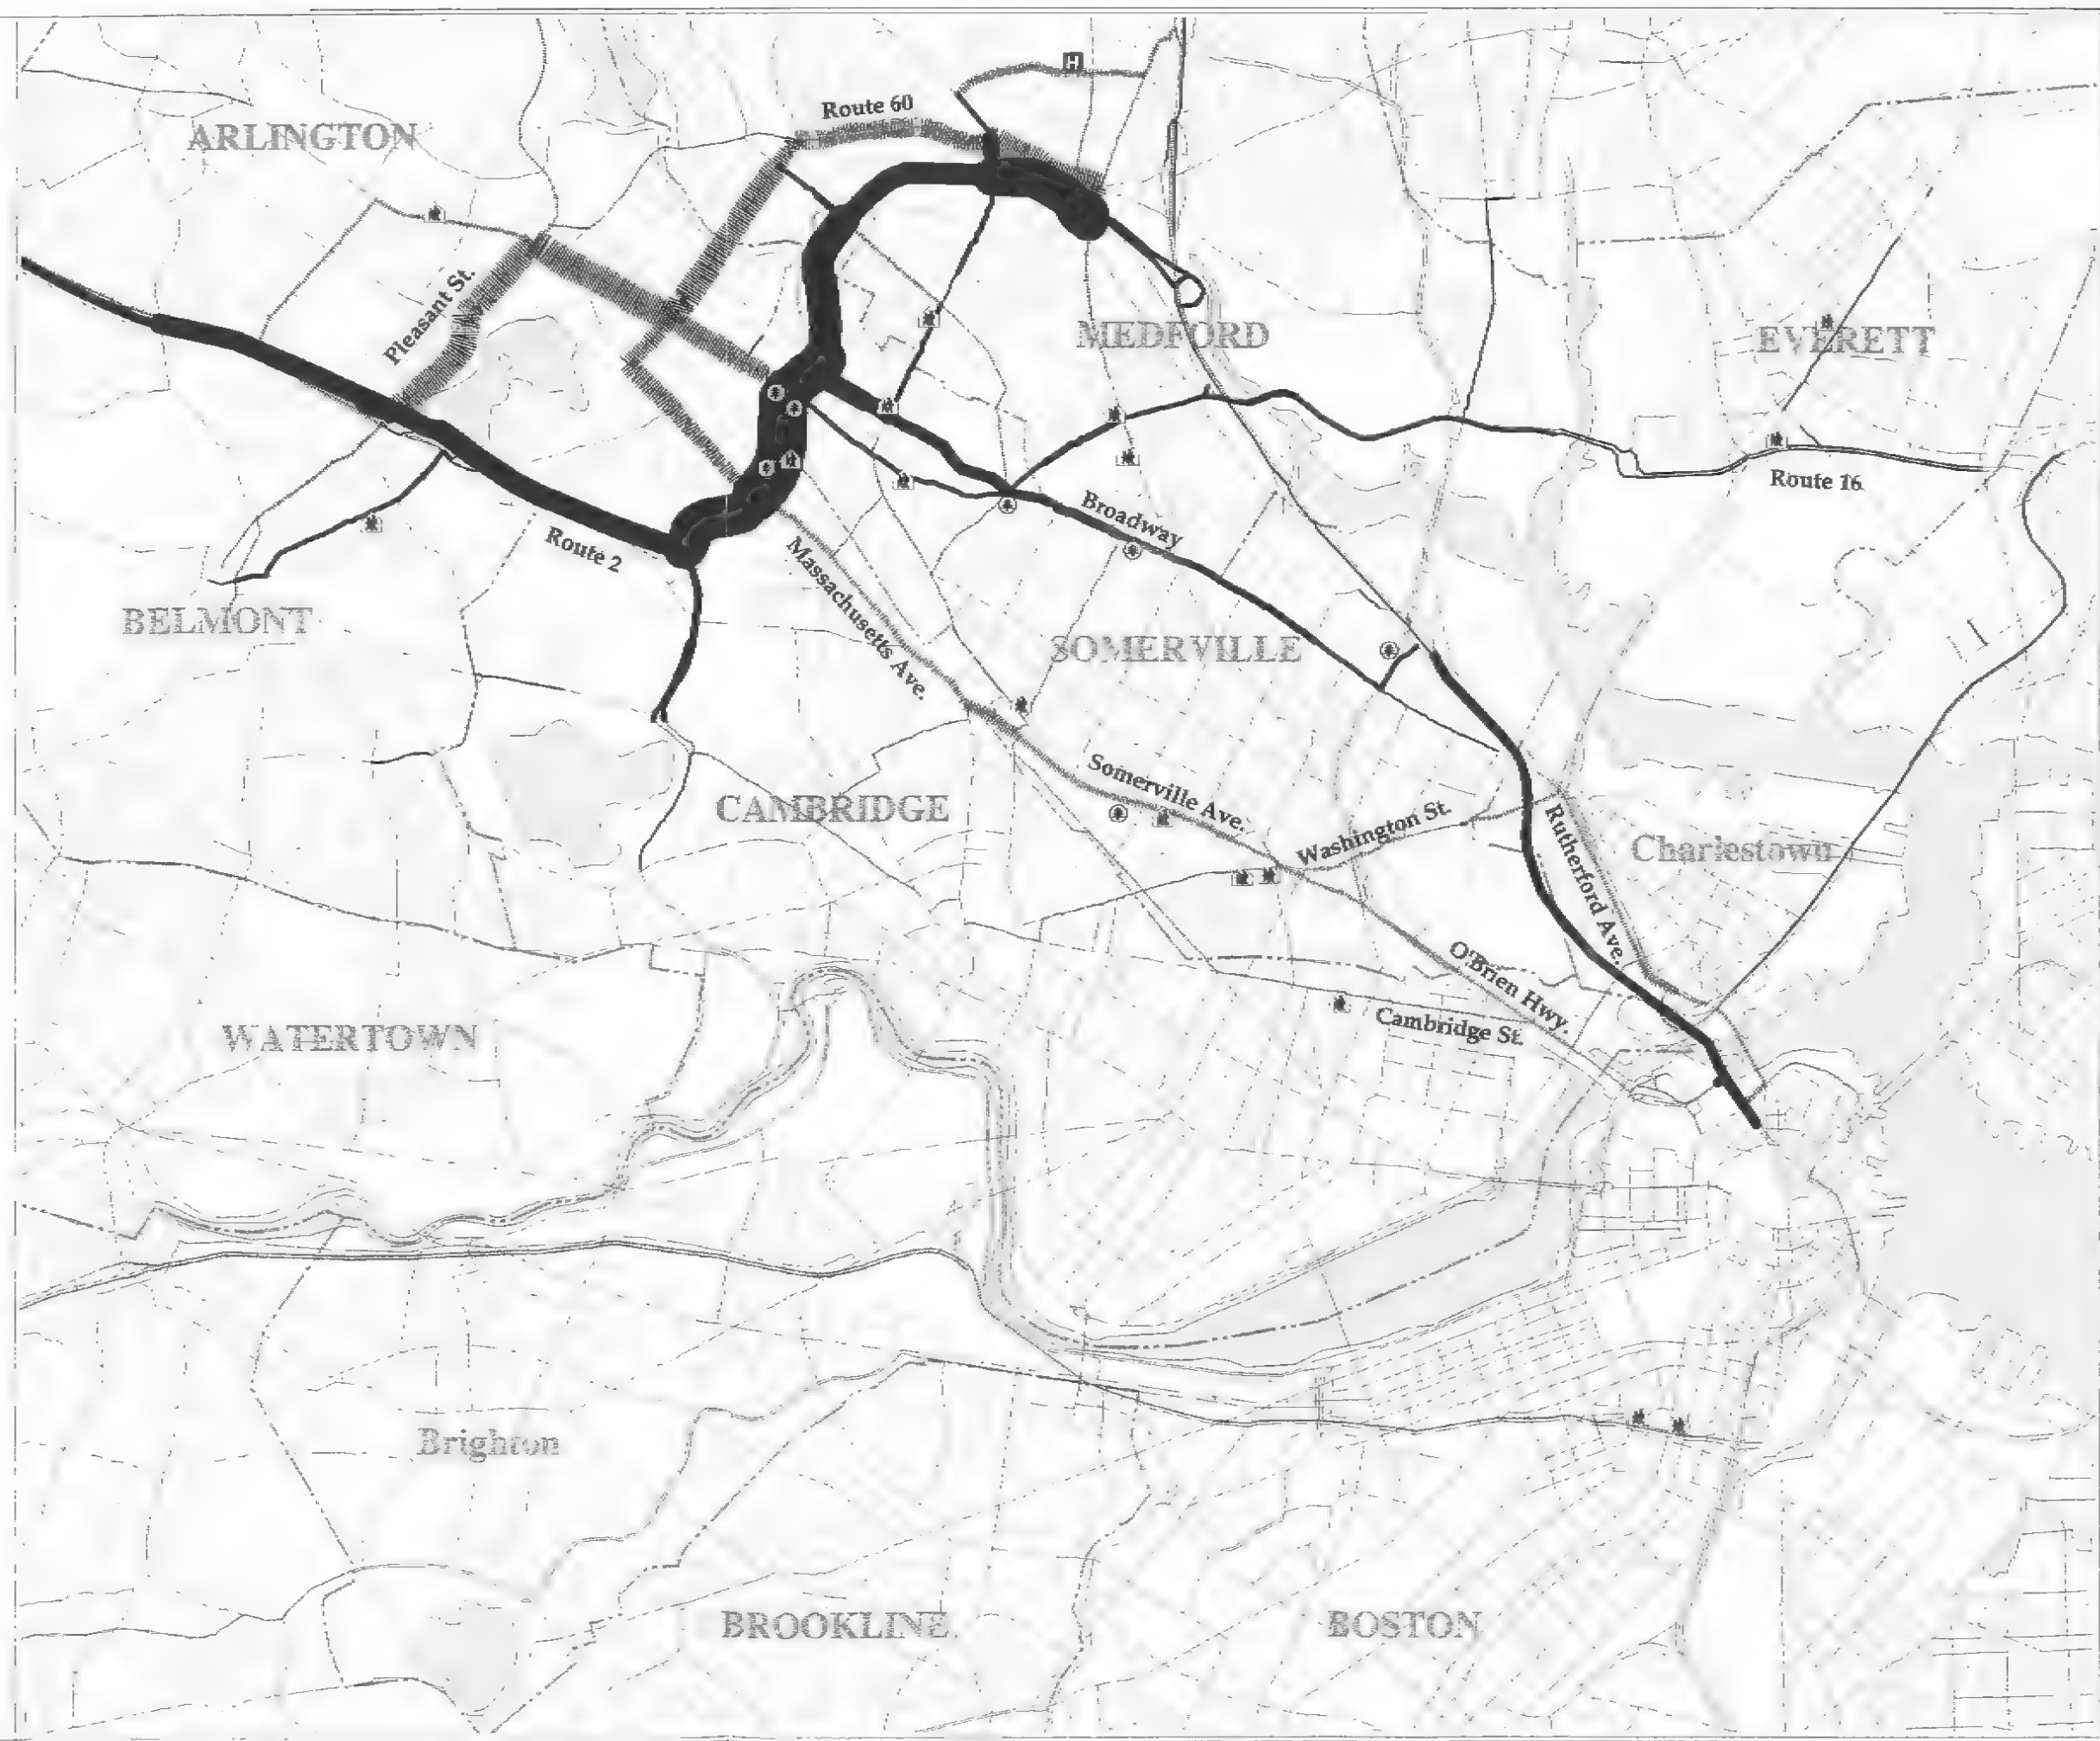 H
Route 60
ARLINGTON
Pleasant St.
MEDFORD
EVERETT
Route 16
Broadway
Route 2
Massachusetts Ave.
BELMONT
SOMERVILLE
Somerville Ave.
CAMBRIDGE
Washington St.
Rutherford Ave.
Charlestown
O'Brien Hwy.
Cambridge St.
WATERTOWN
Brighton
BROOKLINE
BOSTON